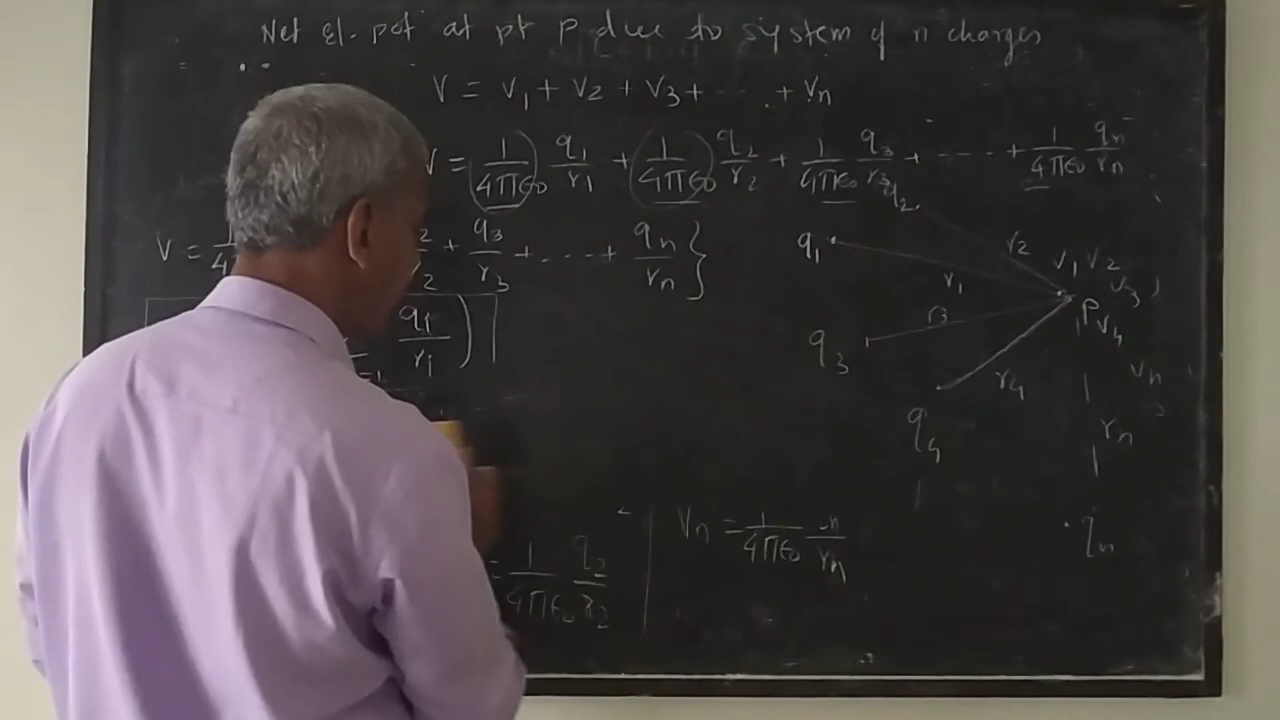 Net El. pot at pt P due to system of n charges
V = V1 + V2 + V3 + ... + Vn
V = 1/4πϵ0 q1/r1 + 1/4πϵ0 q2/r2 + 1/4πϵ0 q3/r3 + ... + 1/4πϵ0 qn/rn
V = 2/2 + q3/r3 + ... + qn/rn }
q1/r1 )
q2
q1
r2
r1
V1 V2
V3
P V4
r3
q3
r4
Vn
q4
rn
qn
= 1/4πϵ0 q2/r2
Vn = 1/4πϵ0 n/rn